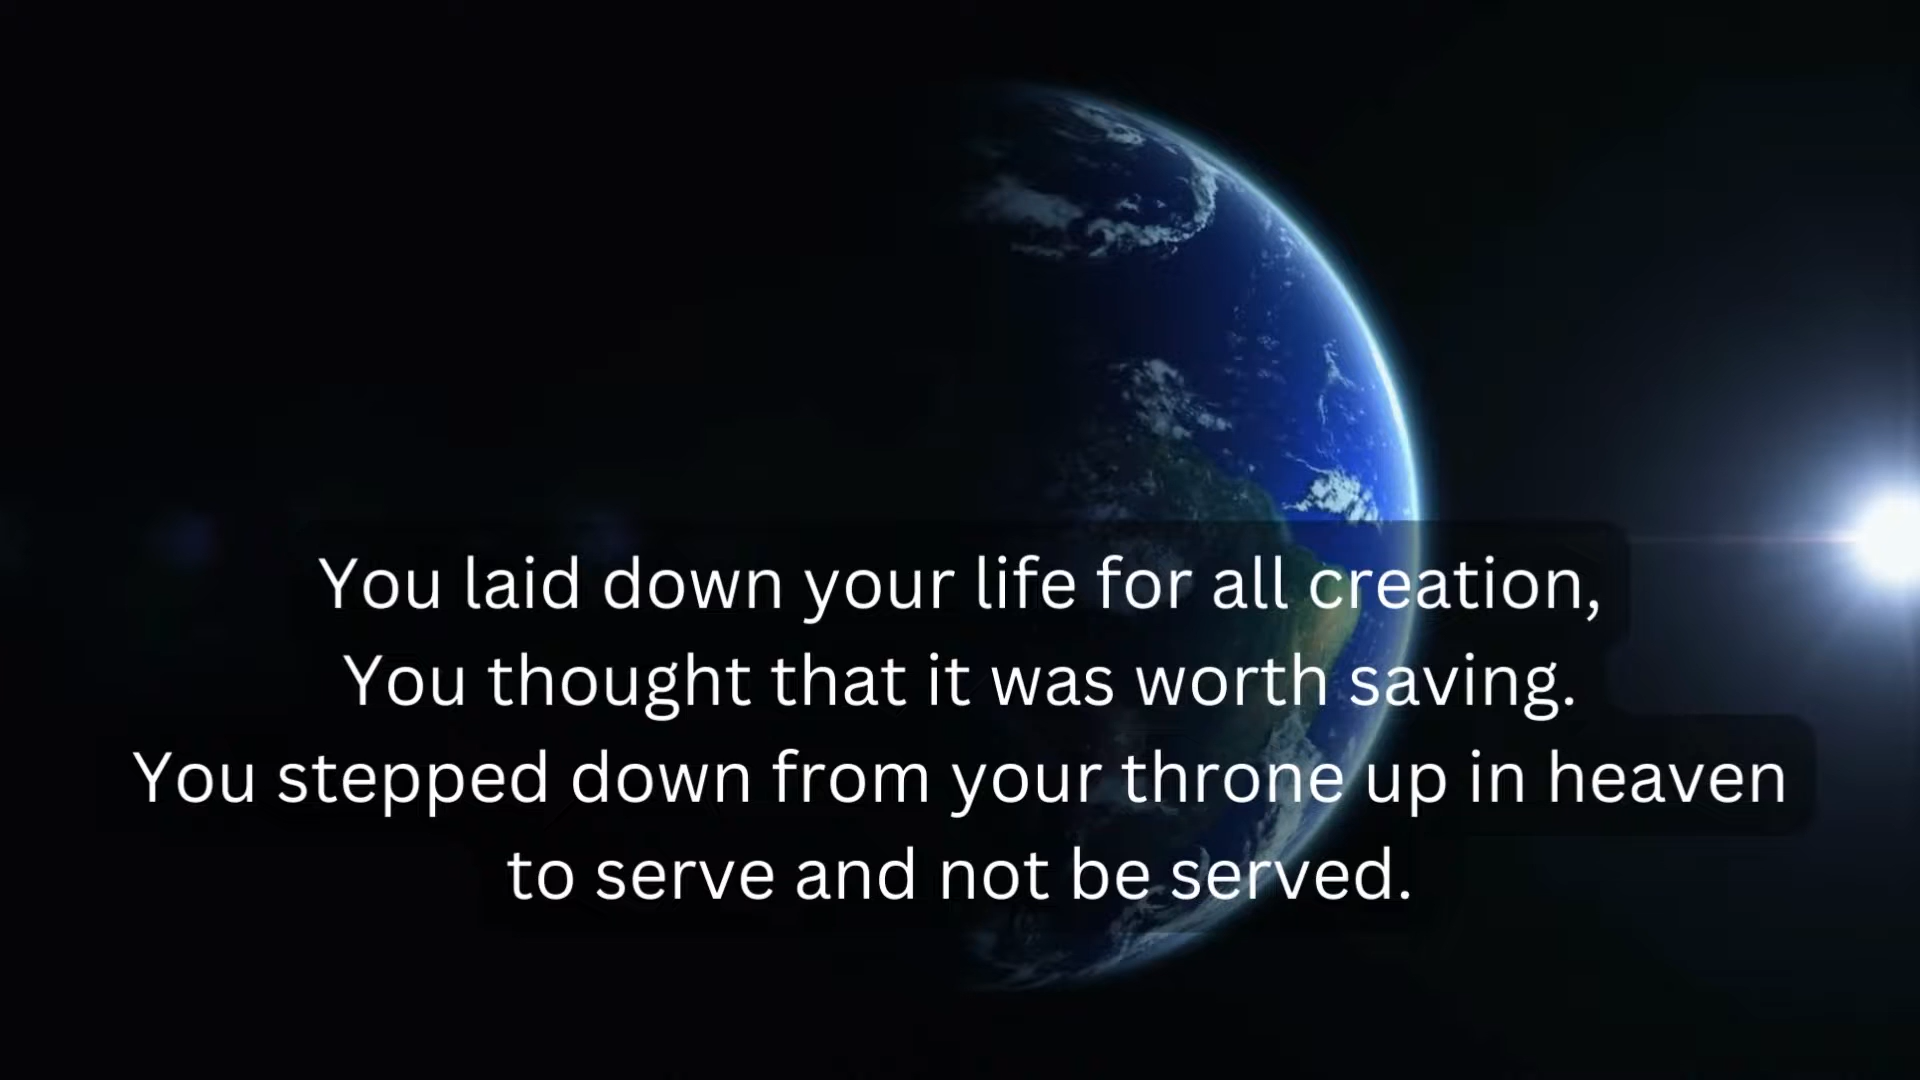 You laid down your life for all creation,
You thought that it was worth saving.
You stepped down from your throne up in heaven
to serve and not be served.